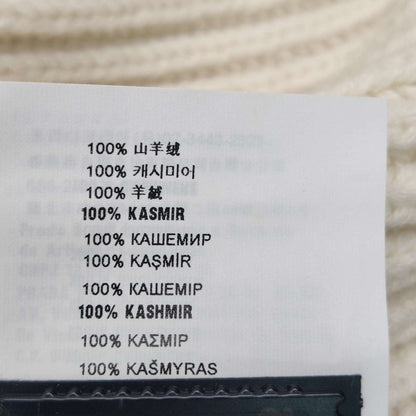 100% 山羊绒
100% 캐시미어
100% 羊絨
100% KASMIR
100% КАШЕМИР
100% KAŞMİR
100% КАШЕМІР
100% KASHMIR
100% ΚΑΣΜΙΡ
100% KAŠMYRAS